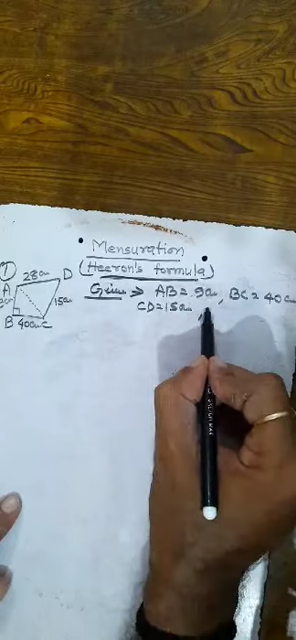 Mensuration
(Heeron's formula)
① 28cm D
A
15cm
B 40cm C
Given → AB = 9cm, BC = 40cm
CD = 15cm